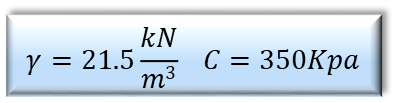 γ = 21.5 kN/m³ C = 350Kpa